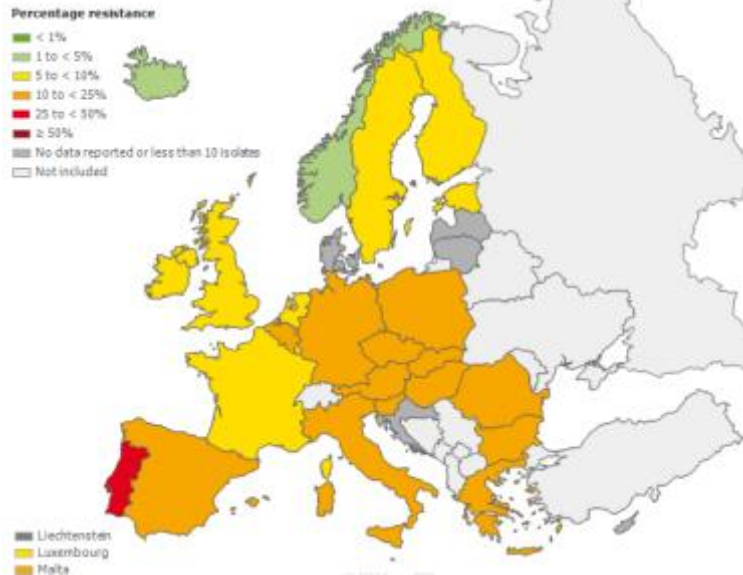 Percentage resistance
< 1%
1 to < 5%
5 to < 10%
10 to < 25%
25 to < 50%
≥ 50%
No data reported or less than 10 isolates
Not included
Liechtenstein
Luxembourg
Malta